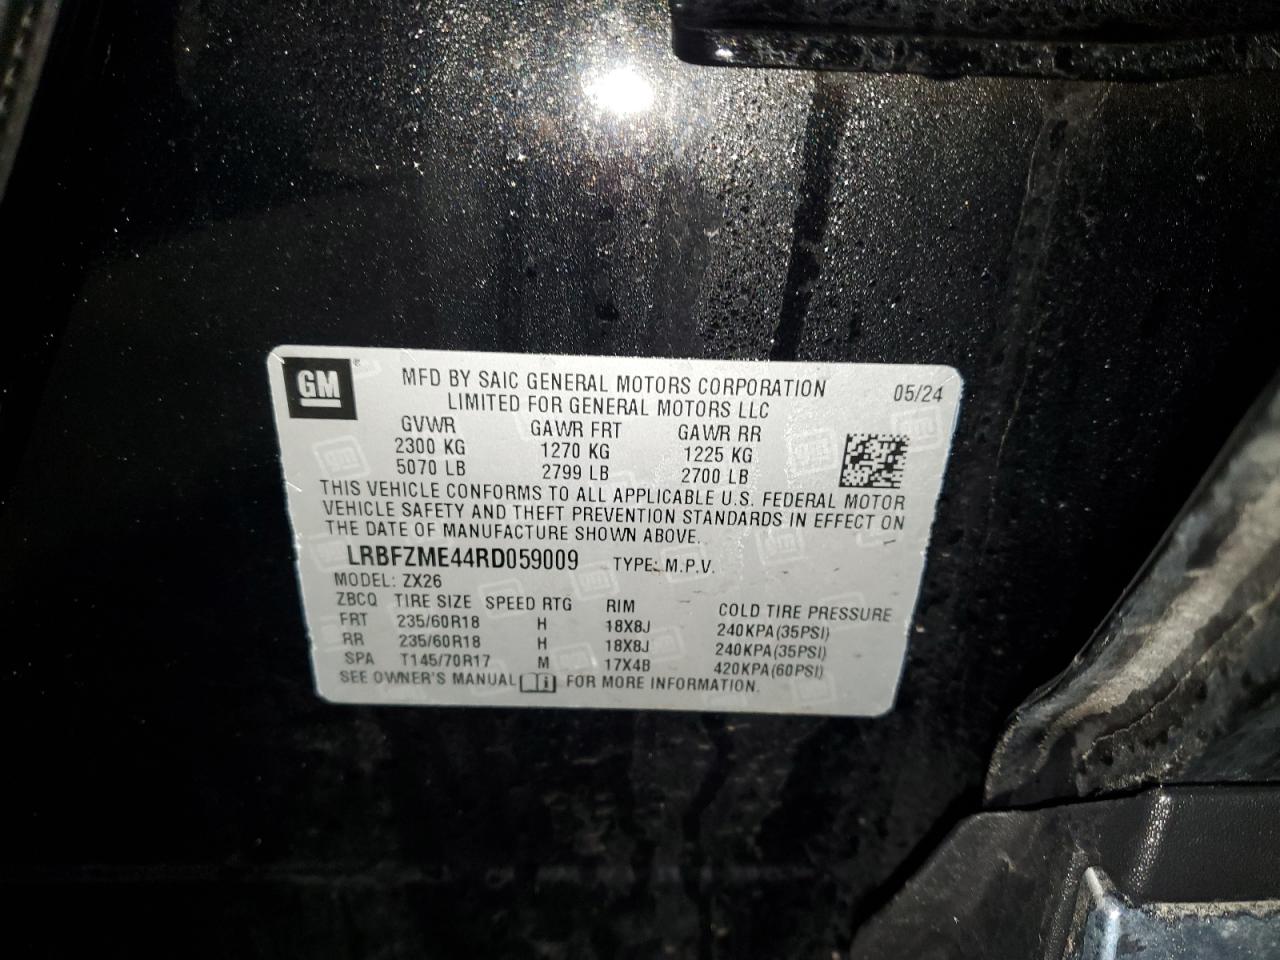 GM
MFD BY SAIC GENERAL MOTORS CORPORATION
LIMITED FOR GENERAL MOTORS LLC
05/24
GVWR GAWR FRT GAWR RR
2300 KG 1270 KG 1225 KG
5070 LB 2799 LB 2700 LB
THIS VEHICLE CONFORMS TO ALL APPLICABLE U.S. FEDERAL MOTOR
VEHICLE SAFETY AND THEFT PREVENTION STANDARDS IN EFFECT ON
THE DATE OF MANUFACTURE SHOWN ABOVE.
LRBFZME44RD059009 TYPE: M.P.V.
MODEL: ZX26
ZBCQ TIRE SIZE SPEED RTG RIM COLD TIRE PRESSURE
FRT 235/60R18 H 18X8J 240KPA(35PSI)
RR 235/60R18 H 18X8J 240KPA(35PSI)
SPA T145/70R17 M 17X4B 420KPA(60PSI)
SEE OWNER'S MANUAL FOR MORE INFORMATION.